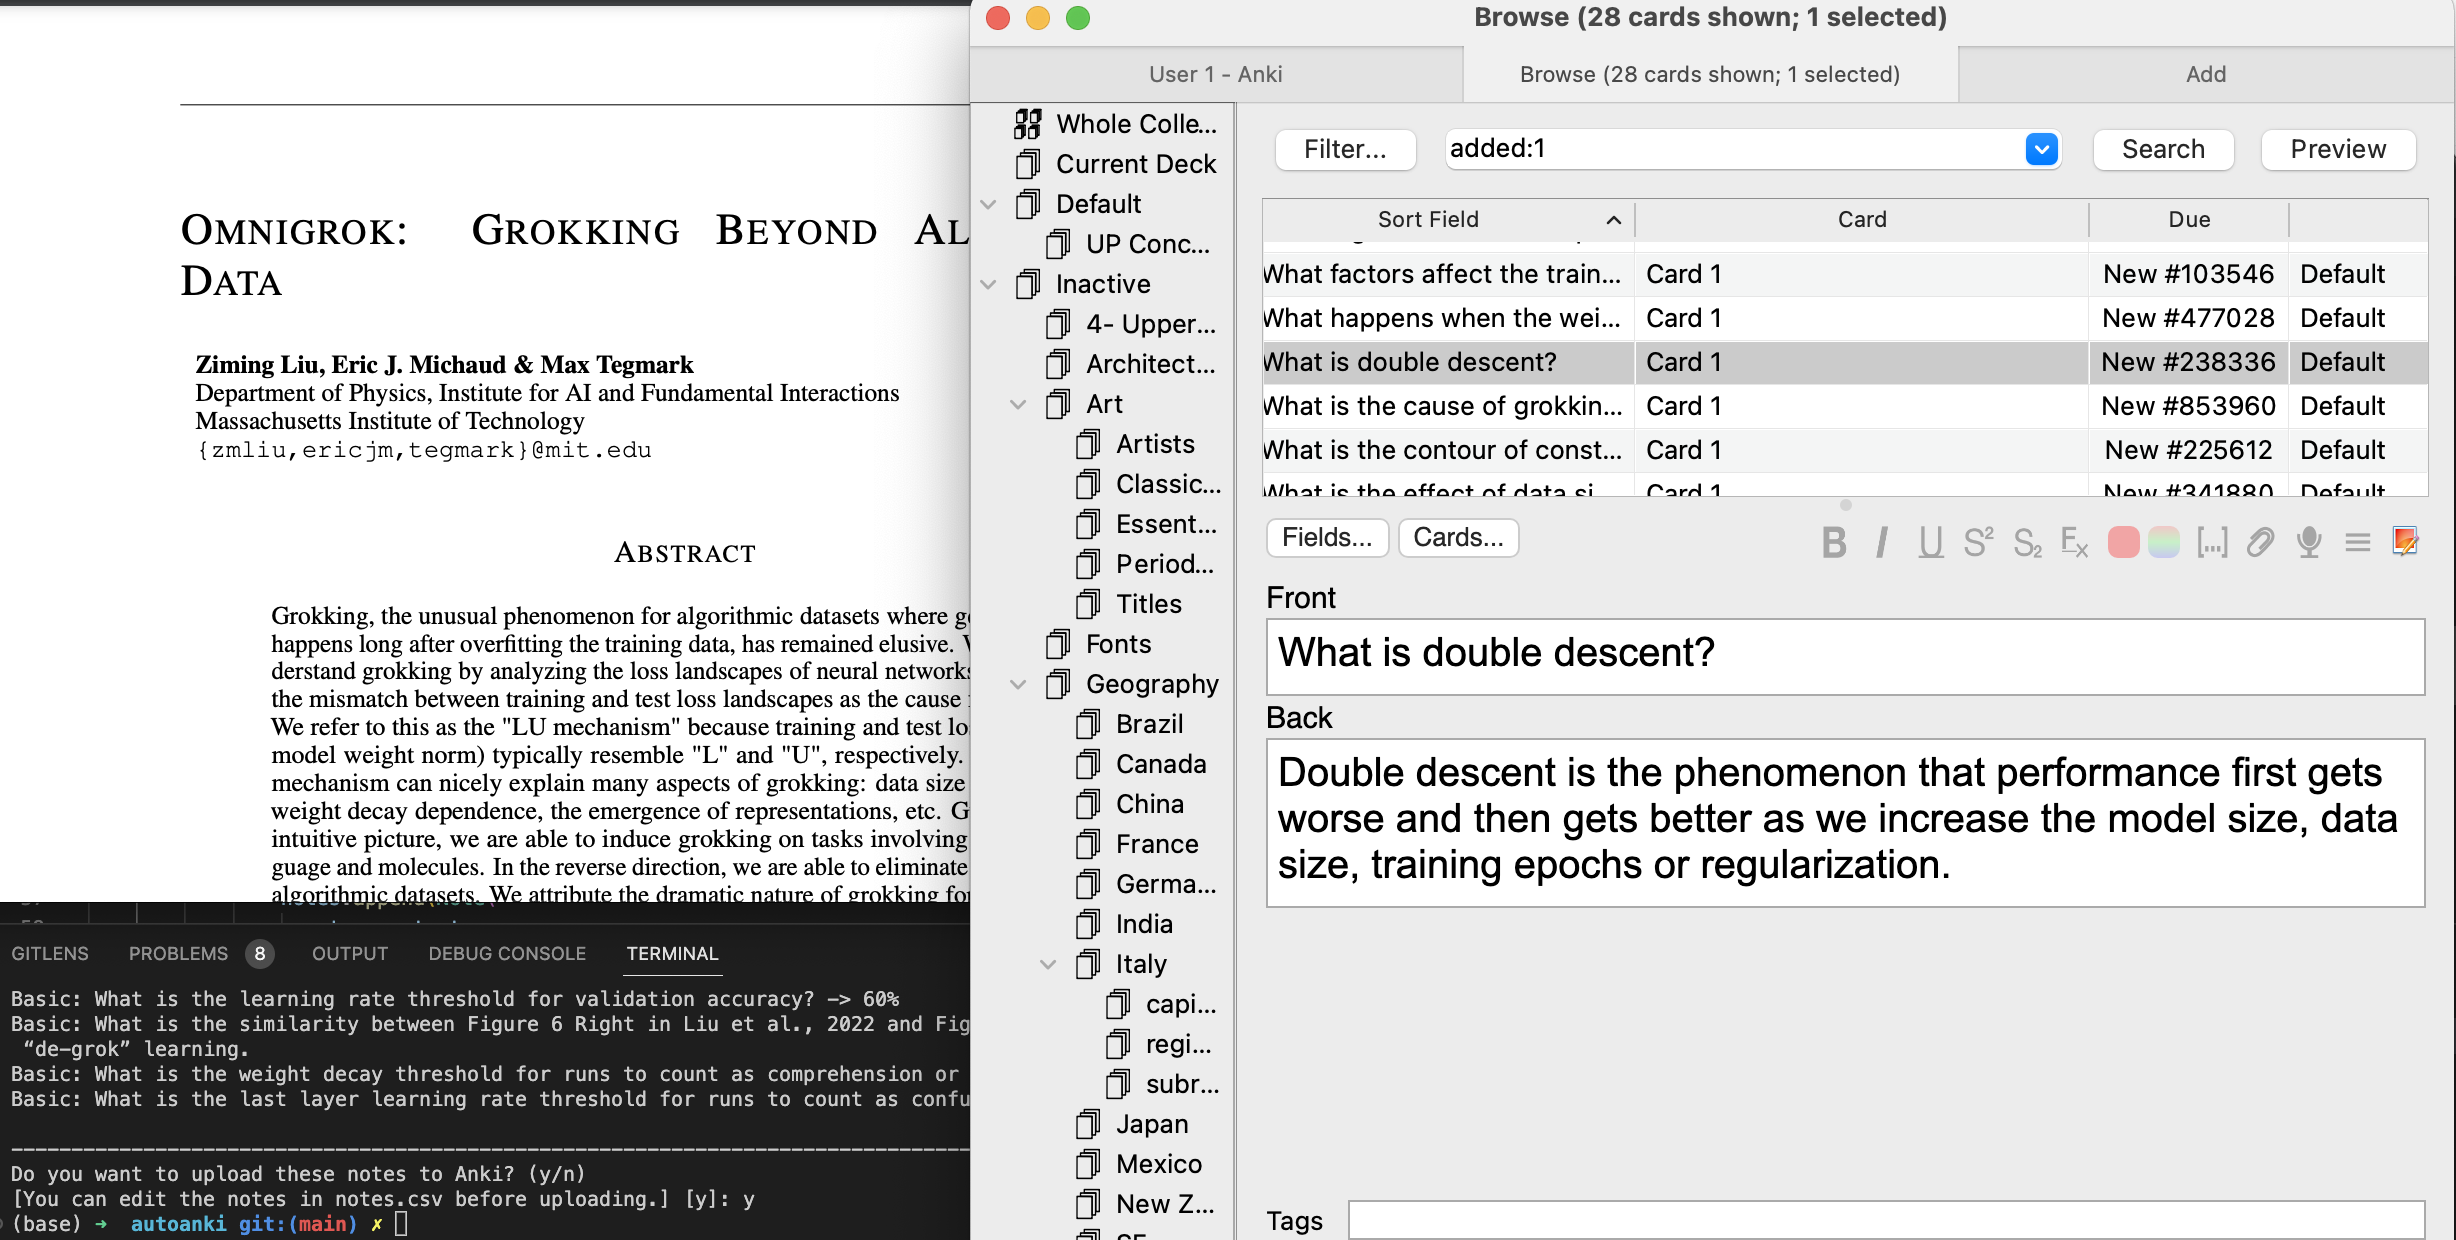 OMNIGROK: GROKKING BEYOND AL
DATA
Ziming Liu, Eric J. Michaud & Max Tegmark
Department of Physics, Institute for AI and Fundamental Interactions
Massachusetts Institute of Technology
{zmliu,ericjm,tegmark}@mit.edu
ABSTRACT
Grokking, the unusual phenomenon for algorithmic datasets where
happens long after overfitting the training data, has remained elusive.
derstand grokking by analyzing the loss landscapes of neural networks
the mismatch between training and test loss landscapes as the cause
We refer to this as the "LU mechanism" because training and test lo
model weight norm) typically resemble "L" and "U", respectively.
mechanism can nicely explain many aspects of grokking: data size
weight decay dependence, the emergence of representations, etc. G
intuitive picture, we are able to induce grokking on tasks involving
guage and molecules. In the reverse direction, we are able to eliminate
algorithmic datasets. We attribute the dramatic nature of grokking for
GITLENS PROBLEMS 8 OUTPUT DEBUG CONSOLE TERMINAL
Basic: What is the learning rate threshold for validation accuracy? -> 60%
Basic: What is the similarity between Figure 6 Right in Liu et al., 2022 and Fig
“de-grok” learning.
Basic: What is the weight decay threshold for runs to count as comprehension or
Basic: What is the last layer learning rate threshold for runs to count as confu
Do you want to upload these notes to Anki? (y/n)
[You can edit the notes in notes.csv before uploading.] [y]: y
(base) → autoanki git:(main) ✗
Browse (28 cards shown; 1 selected)
User 1 - Anki Browse (28 cards shown; 1 selected) Add
Whole Colle...
Current Deck
Default
UP Conc...
Inactive
4- Upper...
Architect...
Art
Artists
Classic...
Essent...
Period...
Titles
Fonts
Geography
Brazil
Canada
China
France
Germa...
India
Italy
capi...
regi...
subr...
Japan
Mexico
New Z...
Filter... added:1 Search Preview
Sort Field Card Due
What factors affect the train... Card 1 New #103546 Default
What happens when the wei... Card 1 New #477028 Default
What is double descent? Card 1 New #238336 Default
What is the cause of grokkin... Card 1 New #853960 Default
What is the contour of const... Card 1 New #225612 Default
What is the effect of data si... Card 1 New #341880 Default
Fields... Cards... B I U S² S₂ Fx [...]
Front
What is double descent?
Back
Double descent is the phenomenon that performance first gets
worse and then gets better as we increase the model size, data
size, training epochs or regularization.
Tags